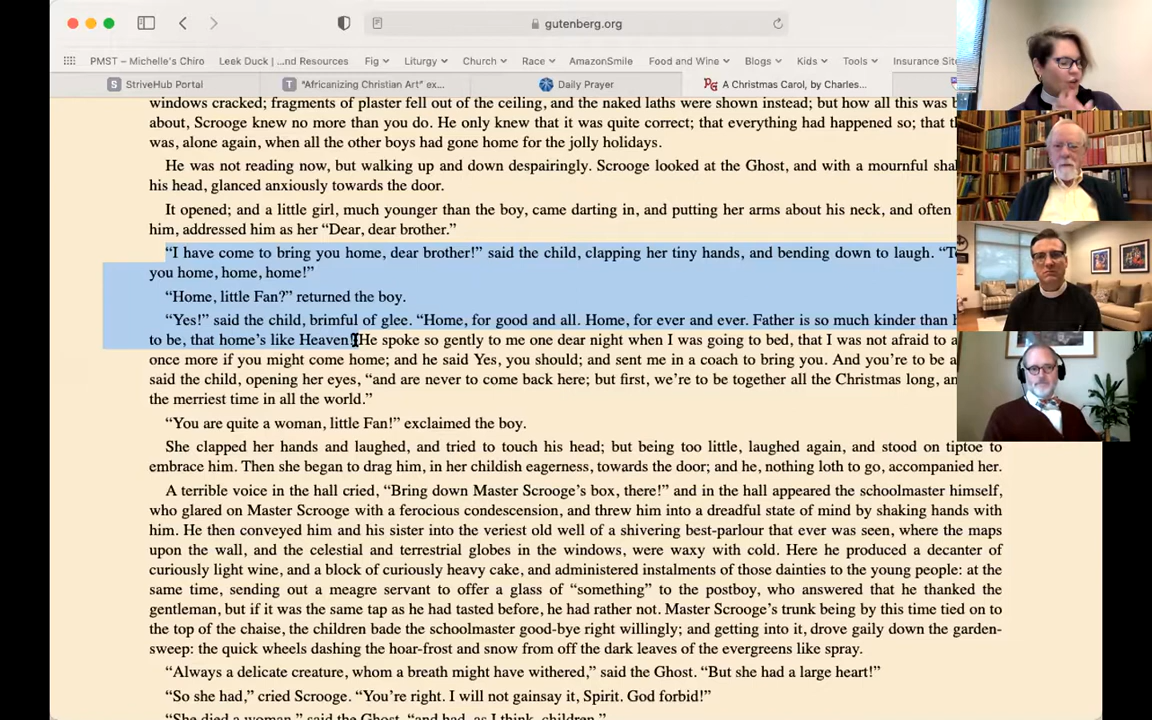 gutenberg.org
PMST – Michelle's Chiro Leek Duck | ...nd Resources Fig Liturgy Church Race AmazonSmile Food and Wine Blogs Kids Tools Insurance Sit
S StriveHub Portal T “Africanizing Christian Art” ex... Daily Prayer PG A Christmas Carol, by Charles...
windows cracked; fragments of plaster fell out of the ceiling, and the naked laths were shown instead; but how all this was b
about, Scrooge knew no more than you do. He only knew that it was quite correct; that everything had happened so; that th
was, alone again, when all the other boys had gone home for the jolly holidays.
He was not reading now, but walking up and down despairingly. Scrooge looked at the Ghost, and with a mournful sha
his head, glanced anxiously towards the door.
It opened; and a little girl, much younger than the boy, came darting in, and putting her arms about his neck, and often
him, addressed him as her “Dear, dear brother.”
“I have come to bring you home, dear brother!” said the child, clapping her tiny hands, and bending down to laugh. “T
you home, home, home!”
“Home, little Fan?” returned the boy.
“Yes!” said the child, brimful of glee. “Home, for good and all. Home, for ever and ever. Father is so much kinder than h
to be, that home’s like Heaven! He spoke so gently to me one dear night when I was going to bed, that I was not afraid to a
once more if you might come home; and he said Yes, you should; and sent me in a coach to bring you. And you’re to be a
said the child, opening her eyes, “and are never to come back here; but first, we’re to be together all the Christmas long, an
the merriest time in all the world.”
“You are quite a woman, little Fan!” exclaimed the boy.
She clapped her hands and laughed, and tried to touch his head; but being too little, laughed again, and stood on tiptoe to
embrace him. Then she began to drag him, in her childish eagerness, towards the door; and he, nothing loth to go, accompanied her.
A terrible voice in the hall cried, “Bring down Master Scrooge’s box, there!” and in the hall appeared the schoolmaster himself,
who glared on Master Scrooge with a ferocious condescension, and threw him into a dreadful state of mind by shaking hands with
him. He then conveyed him and his sister into the veriest old well of a shivering best-parlour that ever was seen, where the maps
upon the wall, and the celestial and terrestrial globes in the windows, were waxy with cold. Here he produced a decanter of
curiously light wine, and a block of curiously heavy cake, and administered instalments of those dainties to the young people: at the
same time, sending out a meagre servant to offer a glass of “something” to the postboy, who answered that he thanked the
gentleman, but if it was the same tap as he had tasted before, he had rather not. Master Scrooge’s trunk being by this time tied on to
the top of the chaise, the children bade the schoolmaster good-bye right willingly; and getting into it, drove gaily down the garden-
sweep: the quick wheels dashing the hoar-frost and snow from off the dark leaves of the evergreens like spray.
“Always a delicate creature, whom a breath might have withered,” said the Ghost. “But she had a large heart!”
“So she had,” cried Scrooge. “You’re right. I will not gainsay it, Spirit. God forbid!”
“She died a woman,” said the Ghost, “and had, as I think, children.”